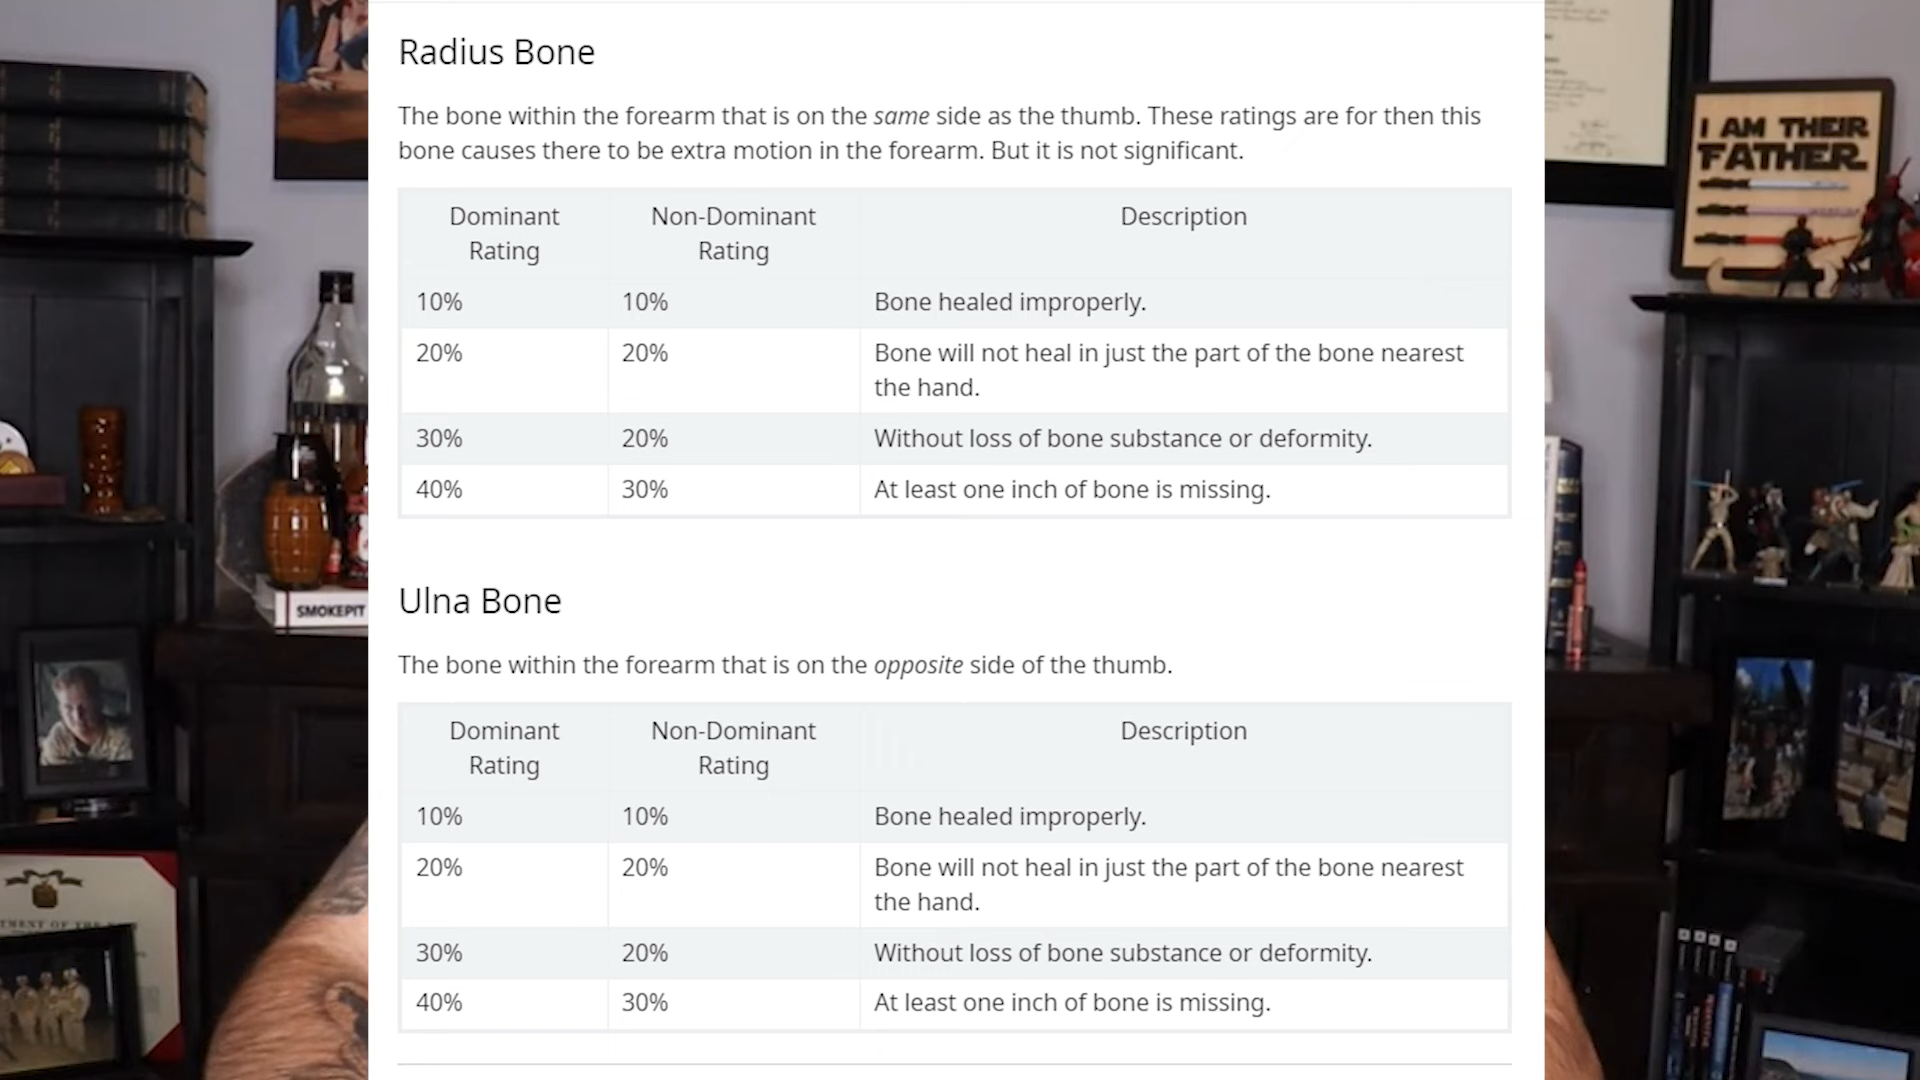 Radius Bone
The bone within the forearm that is on the same side as the thumb. These ratings are for then this
bone causes there to be extra motion in the forearm. But it is not significant.
Dominant Rating Non-Dominant Rating Description
10% 10% Bone healed improperly.
20% 20% Bone will not heal in just the part of the bone nearest
the hand.
30% 20% Without loss of bone substance or deformity.
40% 30% At least one inch of bone is missing.
Ulna Bone
The bone within the forearm that is on the opposite side of the thumb.
Dominant Rating Non-Dominant Rating Description
10% 10% Bone healed improperly.
20% 20% Bone will not heal in just the part of the bone nearest
the hand.
30% 20% Without loss of bone substance or deformity.
40% 30% At least one inch of bone is missing.
I AM THEIR
FATHER
SMOKEPIT